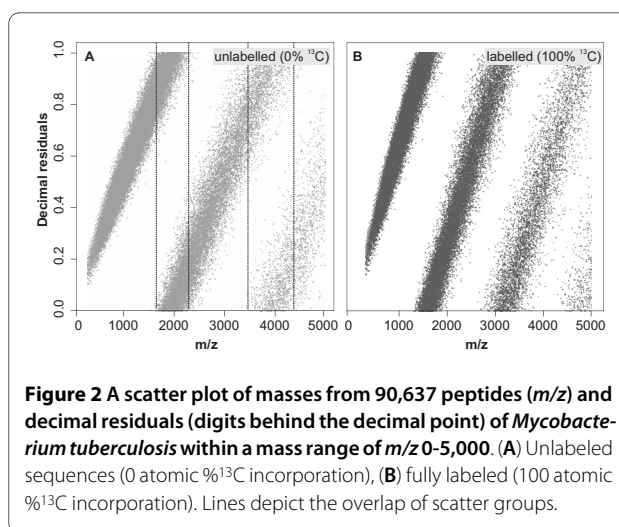 A unlabelled (0% ¹³C)
B labelled (100% ¹³C)
Decimal residuals
1.0
0.8
0.6
0.4
0.2
0.0
0 1000 2000 3000 4000 5000
m/z
0 1000 2000 3000 4000 5000
m/z
Figure 2 A scatter plot of masses from 90,637 peptides (m/z) and
decimal residuals (digits behind the decimal point) of Mycobacte-
rium tuberculosis within a mass range of m/z 0-5,000. (A) Unlabeled
sequences (0 atomic %¹³C incorporation), (B) fully labeled (100 atomic
%¹³C incorporation). Lines depict the overlap of scatter groups.